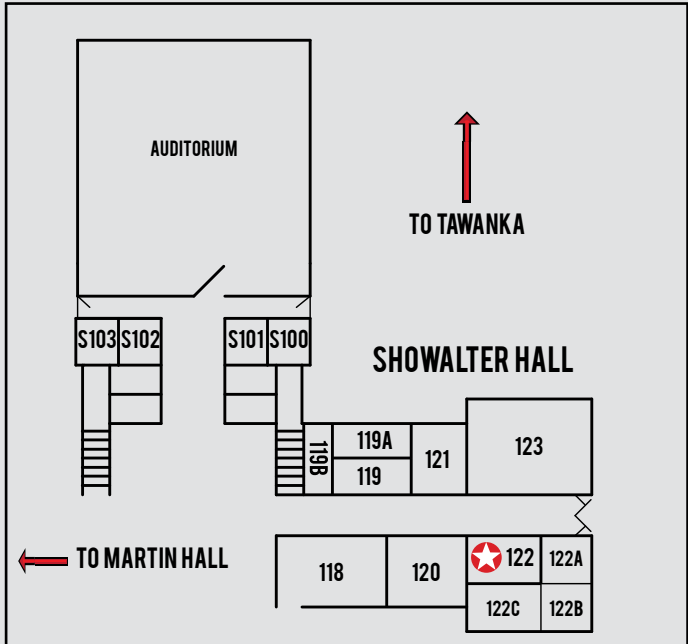 AUDITORIUM
TO TAWANKA
S103 S102 S101 S100
SHOWALTER HALL
119B 119A 121 123
119
TO MARTIN HALL
118 120 122 122A
122C 122B